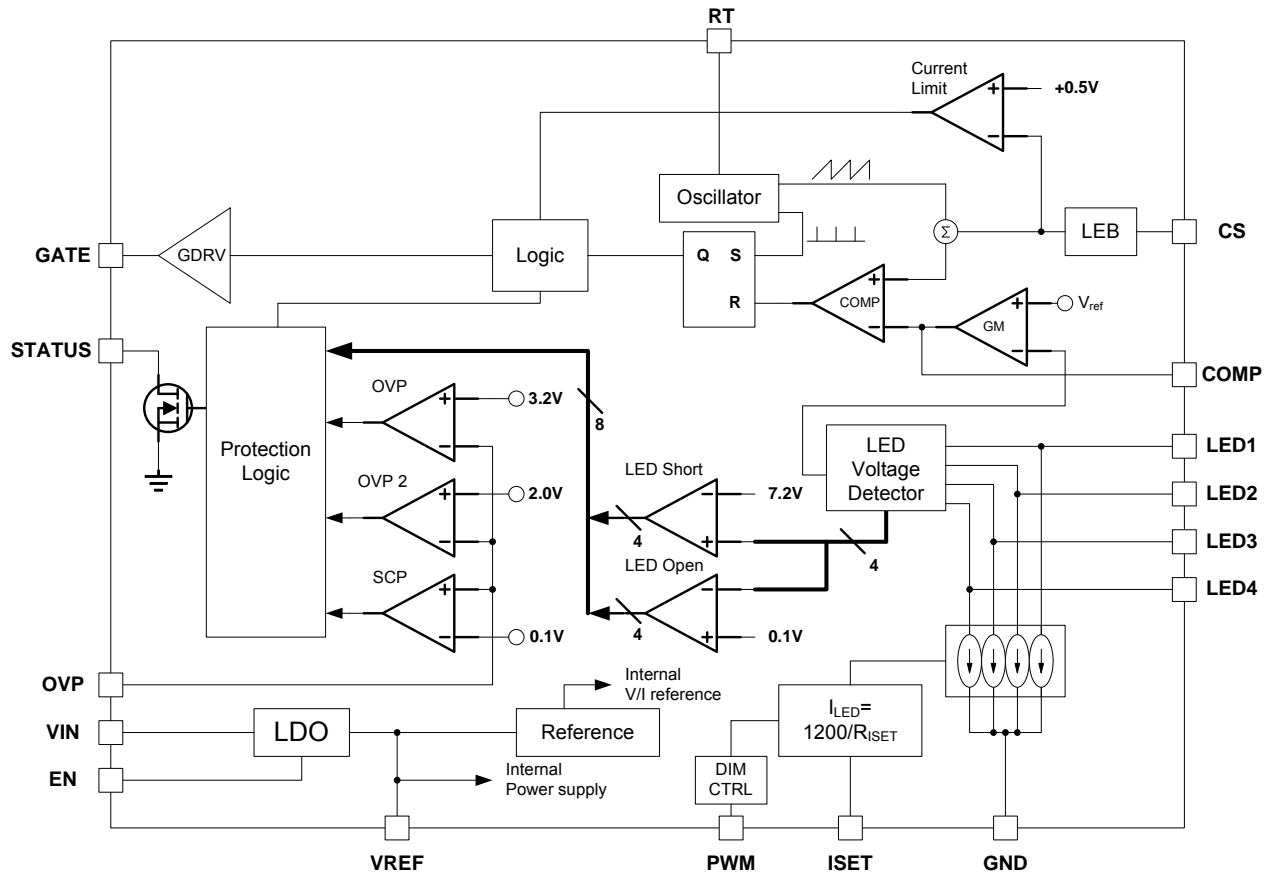 RT
Current
Limit
+
+0.5V
−
Oscillator
Σ
LEB
CS
GATE
GDRV
Logic
Q
S
R
+
COMP
−
+
GM
−
Vref
STATUS
COMP
OVP
+
3.2V
−
8
Protection
Logic
LED
Voltage
Detector
LED1
LED2
LED3
LED4
OVP 2
+
2.0V
−
LED Short
−
7.2V
+
4
4
SCP
+
−
0.1V
LED Open
−
+
4
0.1V
OVP
Internal
V/I reference
VIN
LDO
Reference
ILED=
1200/RISET
EN
Internal
Power supply
DIM
CTRL
VREF
PWM
ISET
GND